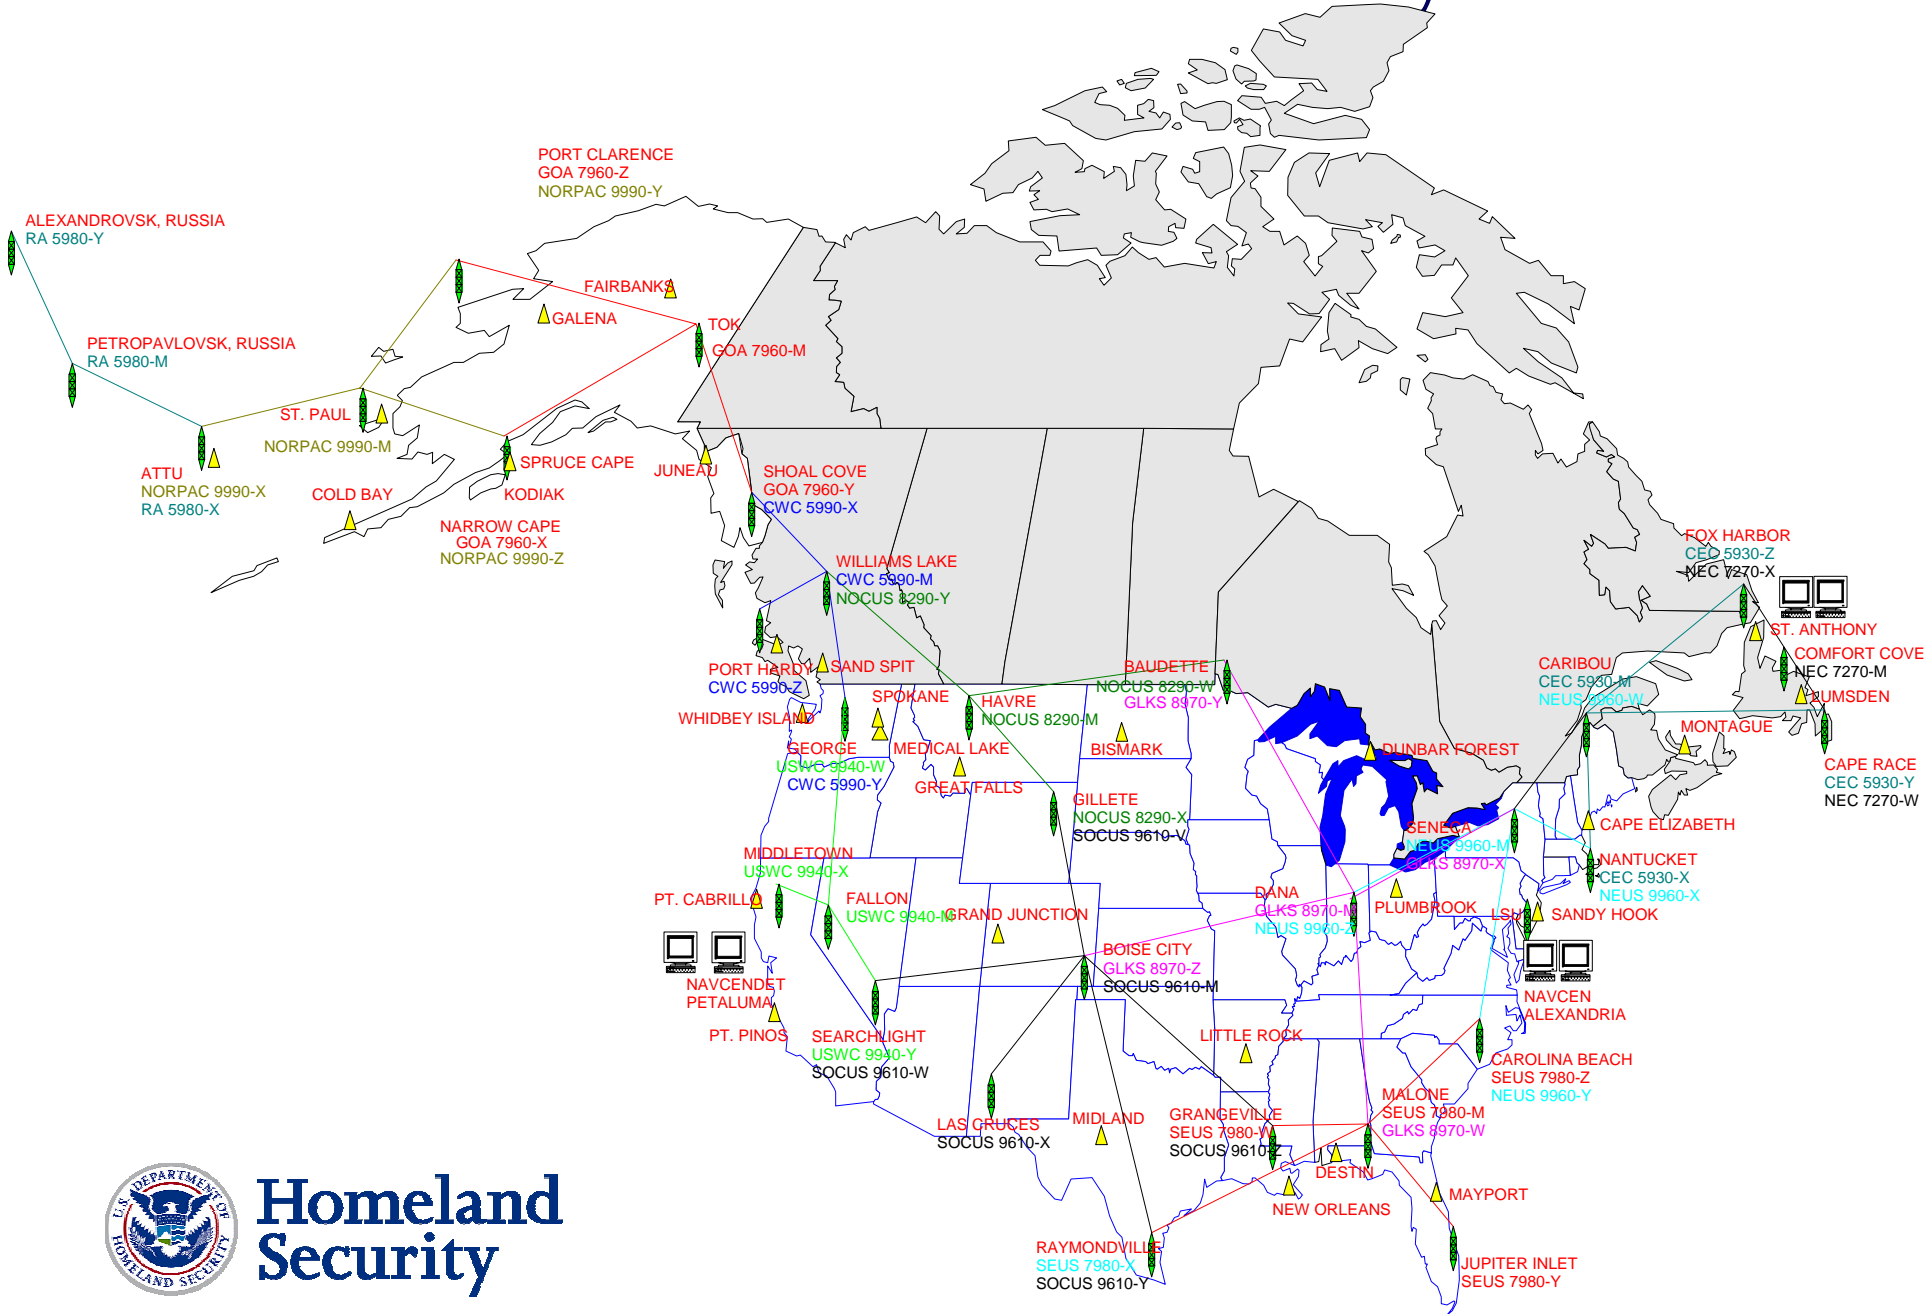 PORT CLARENCE
GOA 7960-Z
NORPAC 9990-Y
ALEXANDROVSK, RUSSIA
RA 5980-Y
FAIRBANKS
GALENA
TOK
GOA 7960-M
PETROPAVLOVSK, RUSSIA
RA 5980-M
ST. PAUL
NORPAC 9990-M
ATTU
NORPAC 9990-X
RA 5980-X
COLD BAY
SPRUCE CAPE
KODIAK
NARROW CAPE
GOA 7960-X
NORPAC 9990-Z
JUNEAU
SHOAL COVE
GOA 7960-Y
CWC 5990-X
WILLIAMS LAKE
CWC 5990-M
NOCUS 8290-Y
FOX HARBOR
CEC 5930-Z
NEC 7270-X
ST. ANTHONY
COMFORT COVE
NEC 7270-M
LUMSDEN
MONTAGUE
CAPE RACE
CEC 5930-Y
NEC 7270-W
CARIBOU
CEC 5930-M
NEUS 9960-W
PORT HARDY
CWC 5990-Z
SAND SPIT
SPOKANE
WHIDBEY ISLAND
GEORGE
USWC 9940-W
CWC 5990-Y
MEDICAL LAKE
GREAT FALLS
HAVRE
NOCUS 8290-M
BAUDETTE
NOCUS 8290-W
GLKS 8970-Y
BISMARK
DUNBAR FOREST
GILLETE
NOCUS 8290-X
SOCUS 9610-V
SENECA
NEUS 9960-M
GLKS 8970-X
CAPE ELIZABETH
NANTUCKET
CEC 5930-X
NEUS 9960-X
MIDDLETOWN
USWC 9940-X
PT. CABRILLO
FALLON
USWC 9940-M
GRAND JUNCTION
DANA
GLKS 8970-M
NEUS 9960-Z
PLUMBROOK
LSU
SANDY HOOK
BOISE CITY
GLKS 8970-Z
SOCUS 9610-M
NAVCENDET
PETALUMA
PT. PINOS
NAVCEN
ALEXANDRIA
SEARCHLIGHT
USWC 9940-Y
SOCUS 9610-W
LITTLE ROCK
CAROLINA BEACH
SEUS 7980-Z
NEUS 9960-Y
LAS CRUCES
SOCUS 9610-X
MIDLAND
GRANGEVILLE
SEUS 7980-W
SOCUS 9610-Z
MALONE
SEUS 7980-M
GLKS 8970-W
DESTIN
NEW ORLEANS
MAYPORT
RAYMONDVILLE
SEUS 7980-X
SOCUS 9610-Y
JUPITER INLET
SEUS 7980-Y
U.S. DEPARTMENT OF
HOMELAND SECURITY
Homeland
Security